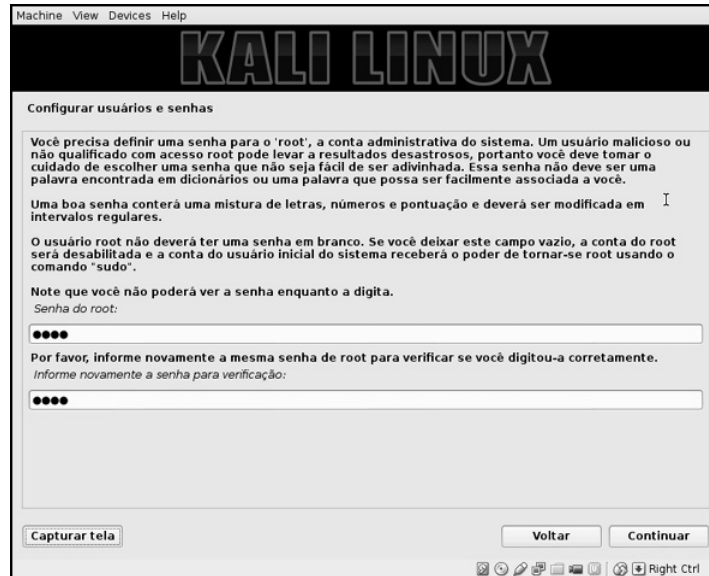 Machine View Devices Help
KALI LINUX
Configurar usuários e senhas
Você precisa definir uma senha para o 'root', a conta administrativa do sistema. Um usuário malicioso ou
não qualificado com acesso root pode levar a resultados desastrosos, portanto você deve tomar o
cuidado de escolher uma senha que não seja fácil de ser adivinhada. Essa senha não deve ser uma
palavra encontrada em dicionários ou uma palavra que possa ser facilmente associada a você.
Uma boa senha conterá uma mistura de letras, números e pontuação e deverá ser modificada em
intervalos regulares.
O usuário root não deverá ter uma senha em branco. Se você deixar este campo vazio, a conta do root
será desabilitada e a conta do usuário inicial do sistema receberá o poder de tornar-se root usando o
comando "sudo".
Note que você não poderá ver a senha enquanto a digita.
Senha do root:
Por favor, informe novamente a mesma senha de root para verificar se você digitou-a corretamente.
Informe novamente a senha para verificação:
Capturar tela
Voltar
Continuar
Right Ctrl